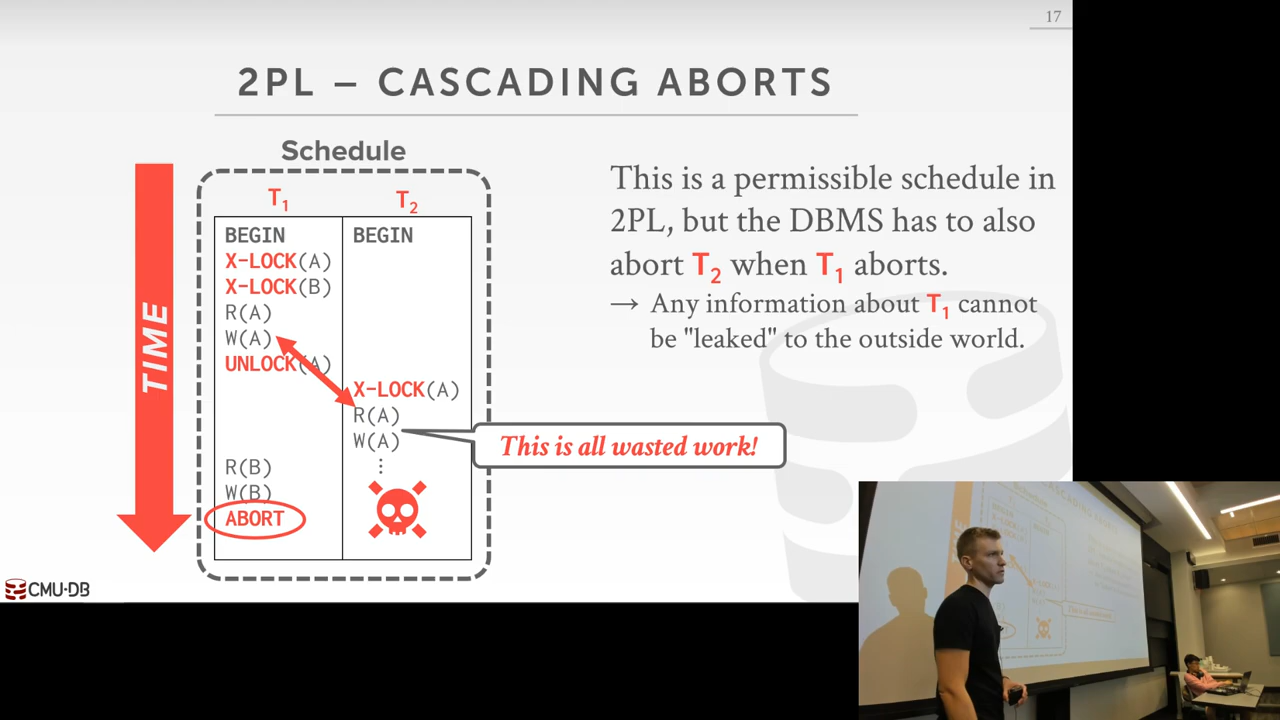 17
2PL – CASCADING ABORTS
Schedule
TIME
T1 T2
BEGIN BEGIN
X-LOCK(A)
X-LOCK(B)
R(A)
W(A)
UNLOCK(A)
X-LOCK(A)
R(A)
W(A)
⋮
R(B)
W(B)
ABORT
This is all wasted work!
This is a permissible schedule in
2PL, but the DBMS has to also
abort T2 when T1 aborts.
→ Any information about T1 cannot
be "leaked" to the outside world.
CMU·DB